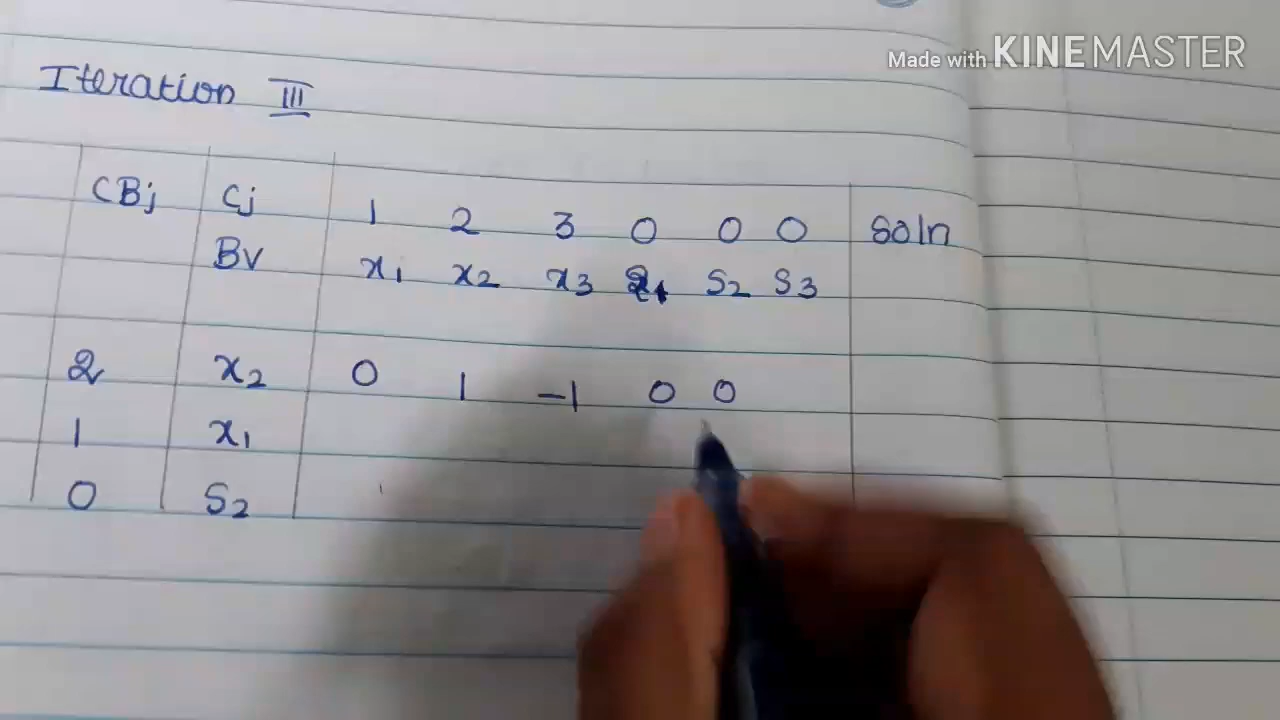 Made with KINEMASTER
Iteration III
CBj Cj 1 2 3 0 0 0 Soln
BV x1 x2 x3 S2 S3
2 x2 0 1 -1 0 0
1 x1
0 S2